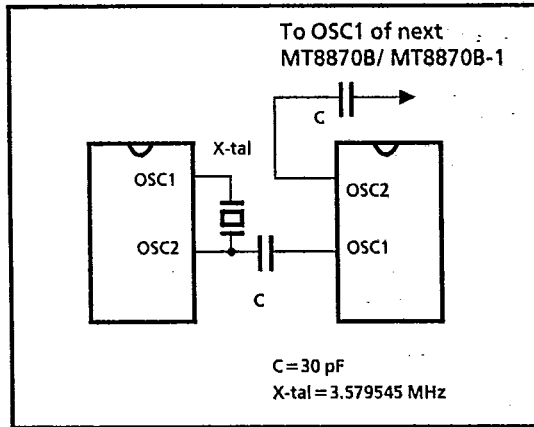 To OSC1 of next
MT8870B/ MT8870B-1
C
X-tal
OSC1
OSC2
OSC2
OSC1
C
C=30 pF
X-tal=3.579545 MHz